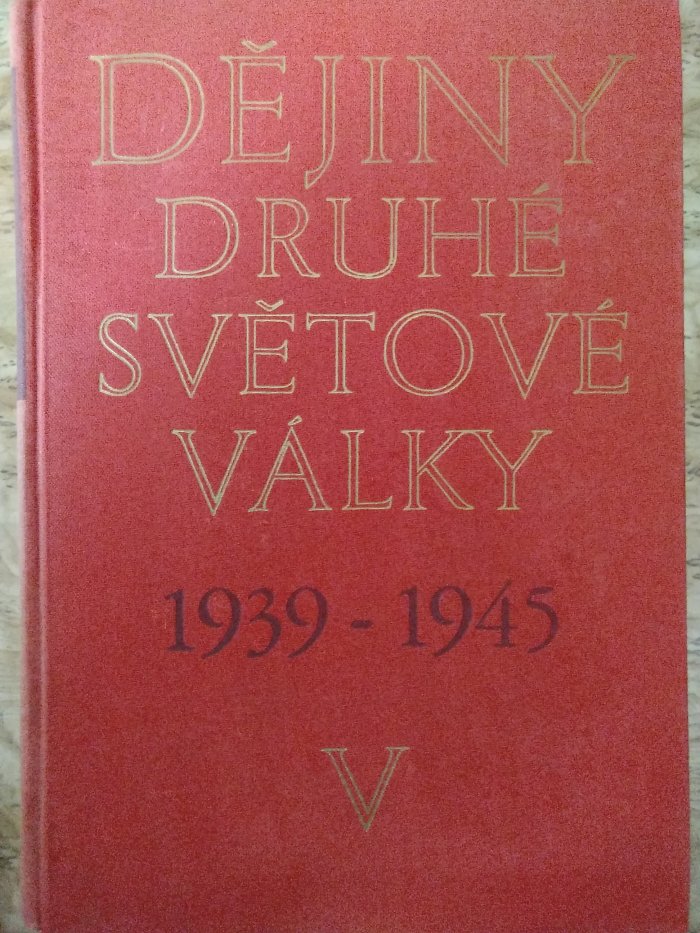 DĚJINY
DRUHÉ
SVĚTOVÉ
VÁLKY
1939 - 1945
V